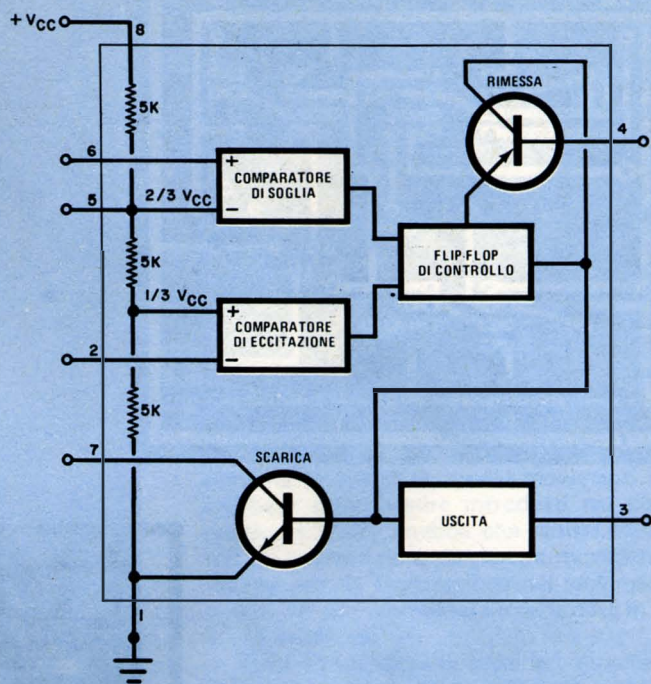 + VCC
8
5K
RIMESSA
4
6
+
COMPARATORE
DI SOGLIA
-
5
2/3 VCC
FLIP-FLOP
DI CONTROLLO
5K
1/3 VCC
+
COMPARATORE
DI ECCITAZIONE
-
2
5K
7
SCARICA
USCITA
3
1